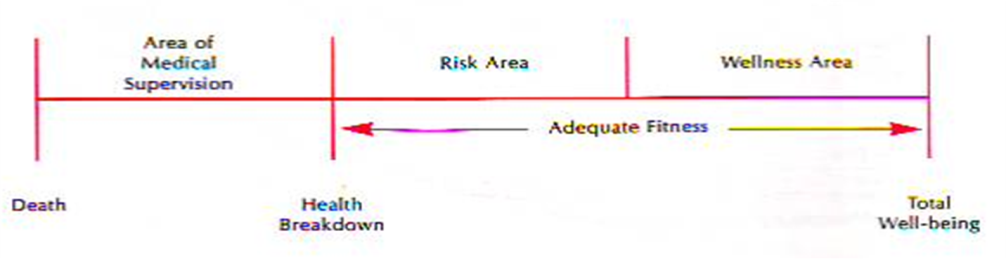 Area of
Medical
Supervision
Risk Area
Wellness Area
Adequate Fitness
Death
Health
Breakdown
Total
Well-being